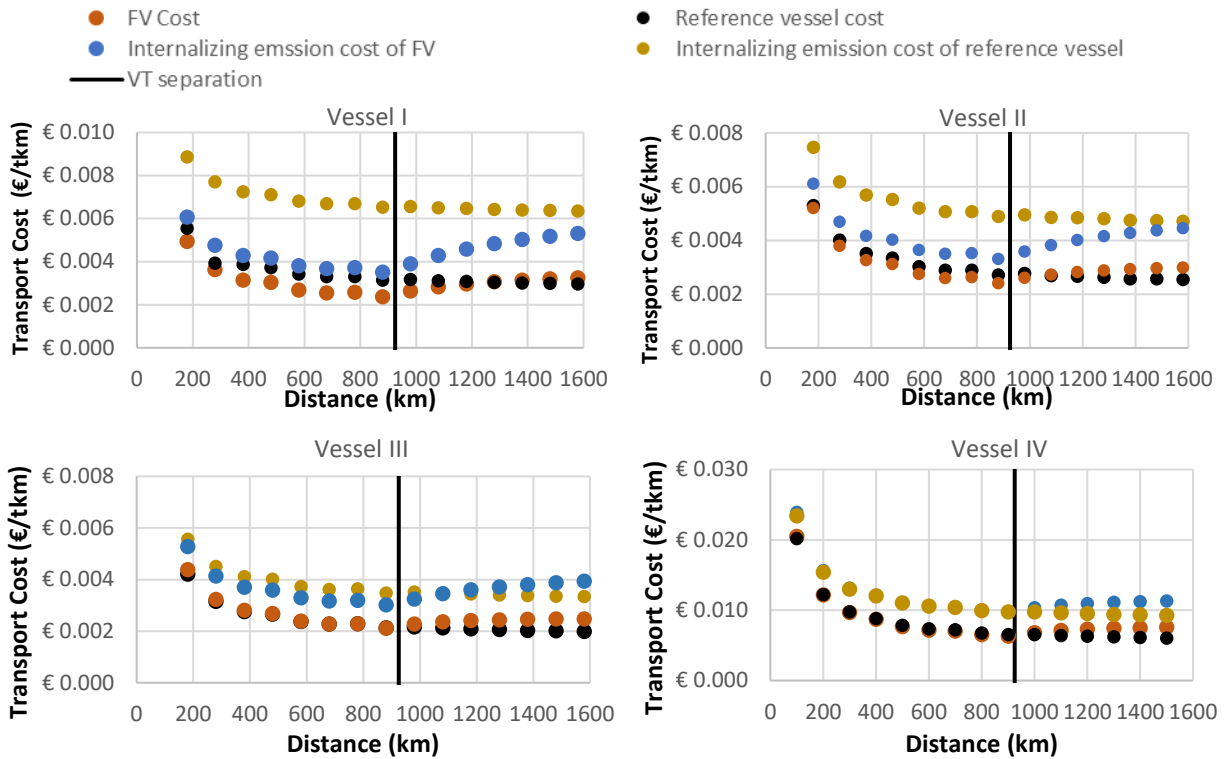 FV Cost
Reference vessel cost
Internalizing emssion cost of FV
Internalizing emission cost of reference vessel
VT separation
Vessel I
Transport Cost (€/tkm)
€ 0.010
€ 0.008
€ 0.006
€ 0.004
€ 0.002
€ 0.000
0 200 400 600 800 1000 1200 1400 1600
Distance (km)
Vessel II
Transport Cost (€/tkm)
€ 0.008
€ 0.006
€ 0.004
€ 0.002
€ 0.000
0 200 400 600 800 1000 1200 1400 1600
Distance (km)
Vessel III
Transport Cost (€/tkm)
€ 0.008
€ 0.006
€ 0.004
€ 0.002
€ 0.000
0 200 400 600 800 1000 1200 1400 1600
Distance (km)
Vessel IV
Transport Cost (€/tkm)
€ 0.030
€ 0.020
€ 0.010
€ 0.000
0 200 400 600 800 1000 1200 1400 1600
Distance (km)